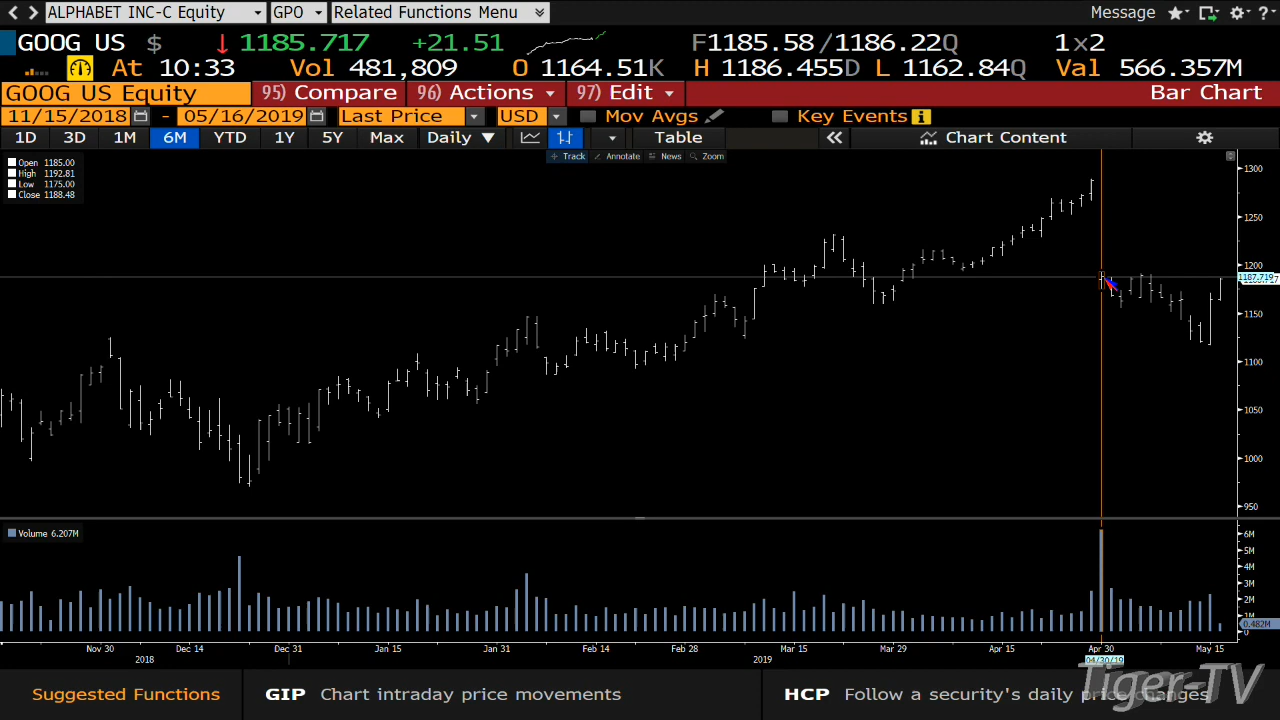 ALPHABET INC-C Equity GPO Related Functions Menu Message ?
GOOG US $ ↓ 1185.717 +21.51 F1185.58 /1186.22Q 1x2
At 10:33 Vol 481,809 O 1164.51K H 1186.455D L 1162.84Q Val 566.357M
GOOG US Equity 95) Compare 96) Actions 97) Edit Bar Chart
11/15/2018 - 05/16/2019 Last Price USD Mov Avgs Key Events i
1D 3D 1M 6M YTD 1Y 5Y Max Daily ▼ Table « Chart Content
Track Annotate News Zoom
Open 1185.00
High 1192.81
Low 1175.00
Close 1188.48
1300
1250
1200
1187.719
1150
1100
1050
1000
950
Volume 6.207M
6M
5M
4M
3M
2M
1M
0.482M
0
Nov 30 Dec 14 Dec 31 Jan 15 Jan 31 Feb 14 Feb 28 Mar 15 Mar 29 Apr 15 Apr 30 May 15
2018 2019 04/30/19
Suggested Functions GIP Chart intraday price movements HCP Follow a security's daily price changes
Tiger-TV